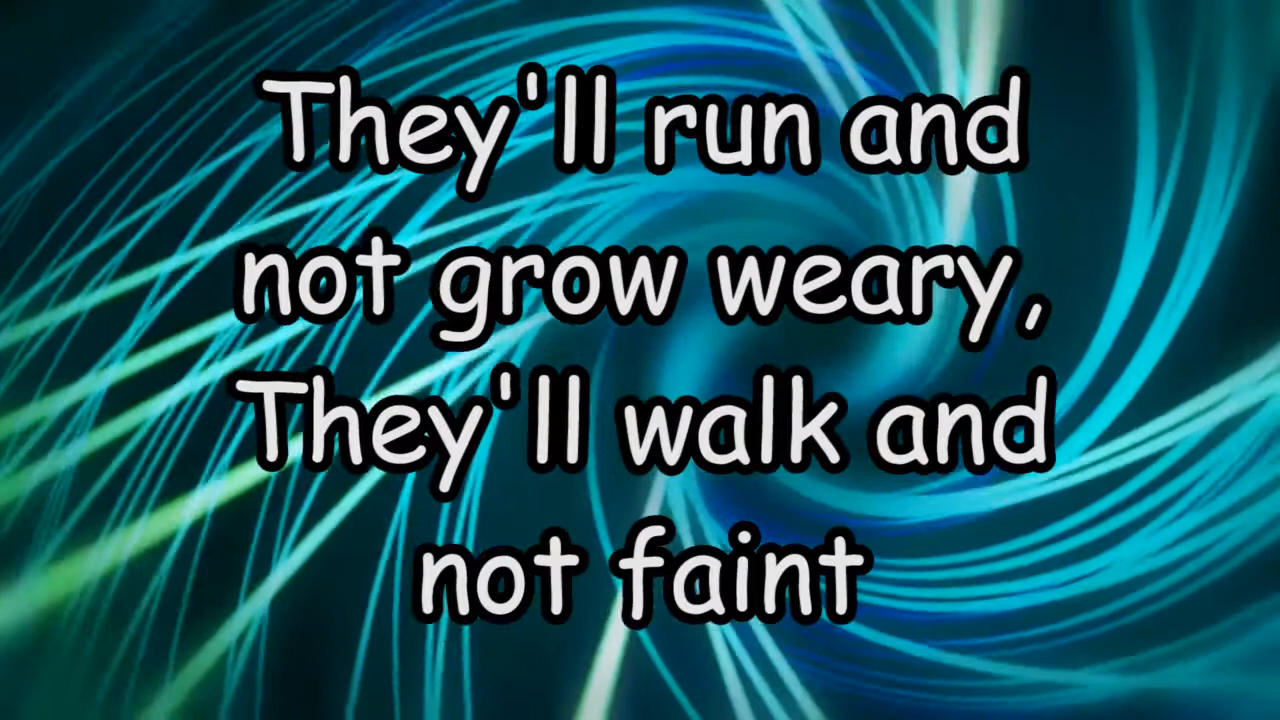 They'll run and
not grow weary,
They'll walk and
not faint